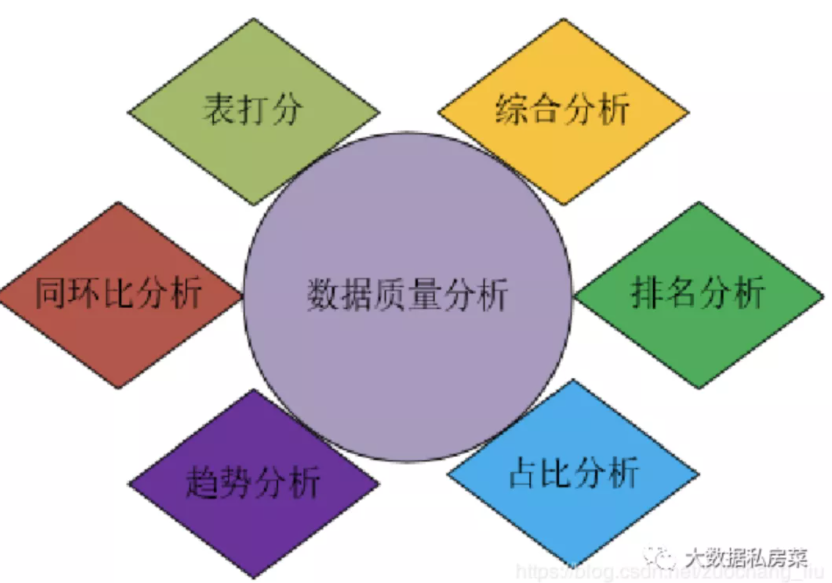 表打分
综合分析
同环比分析
数据质量分析
排名分析
趋势分析
占比分析
大数据私房菜
https://blog.csdn.net/zuochang_liu